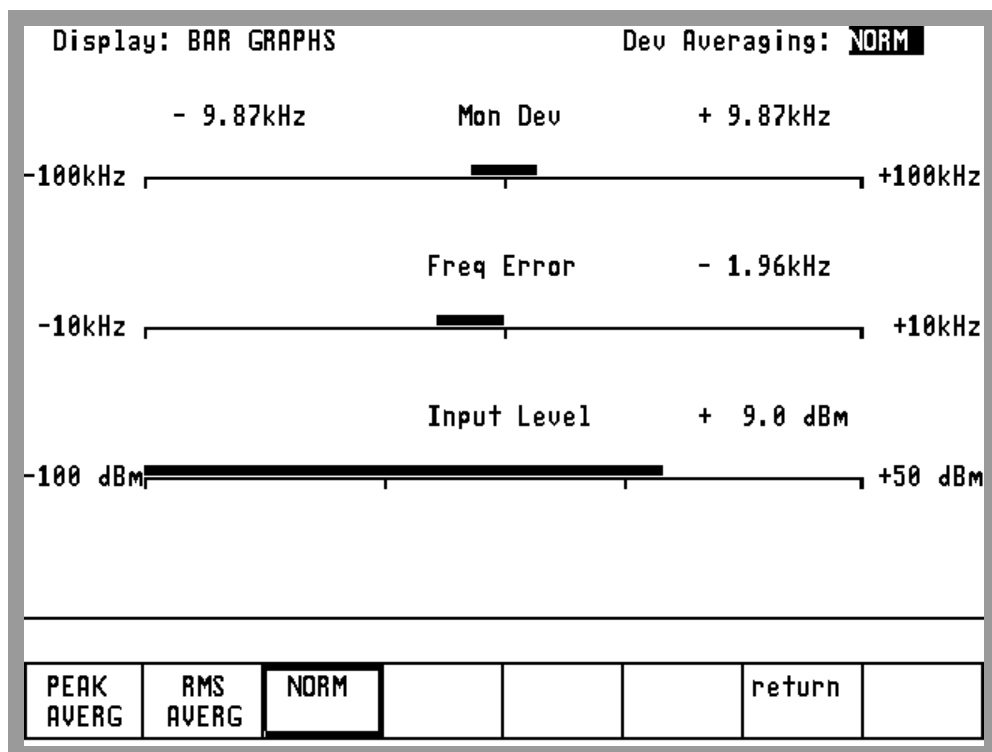 Display: BAR GRAPHS Dev Averaging: NORM
- 9.87kHz Mon Dev + 9.87kHz
-100kHz +100kHz
Freq Error - 1.96kHz
-10kHz +10kHz
Input Level + 9.0 dBm
-100 dBm +50 dBm
PEAK RMS NORM return
AVERG AVERG